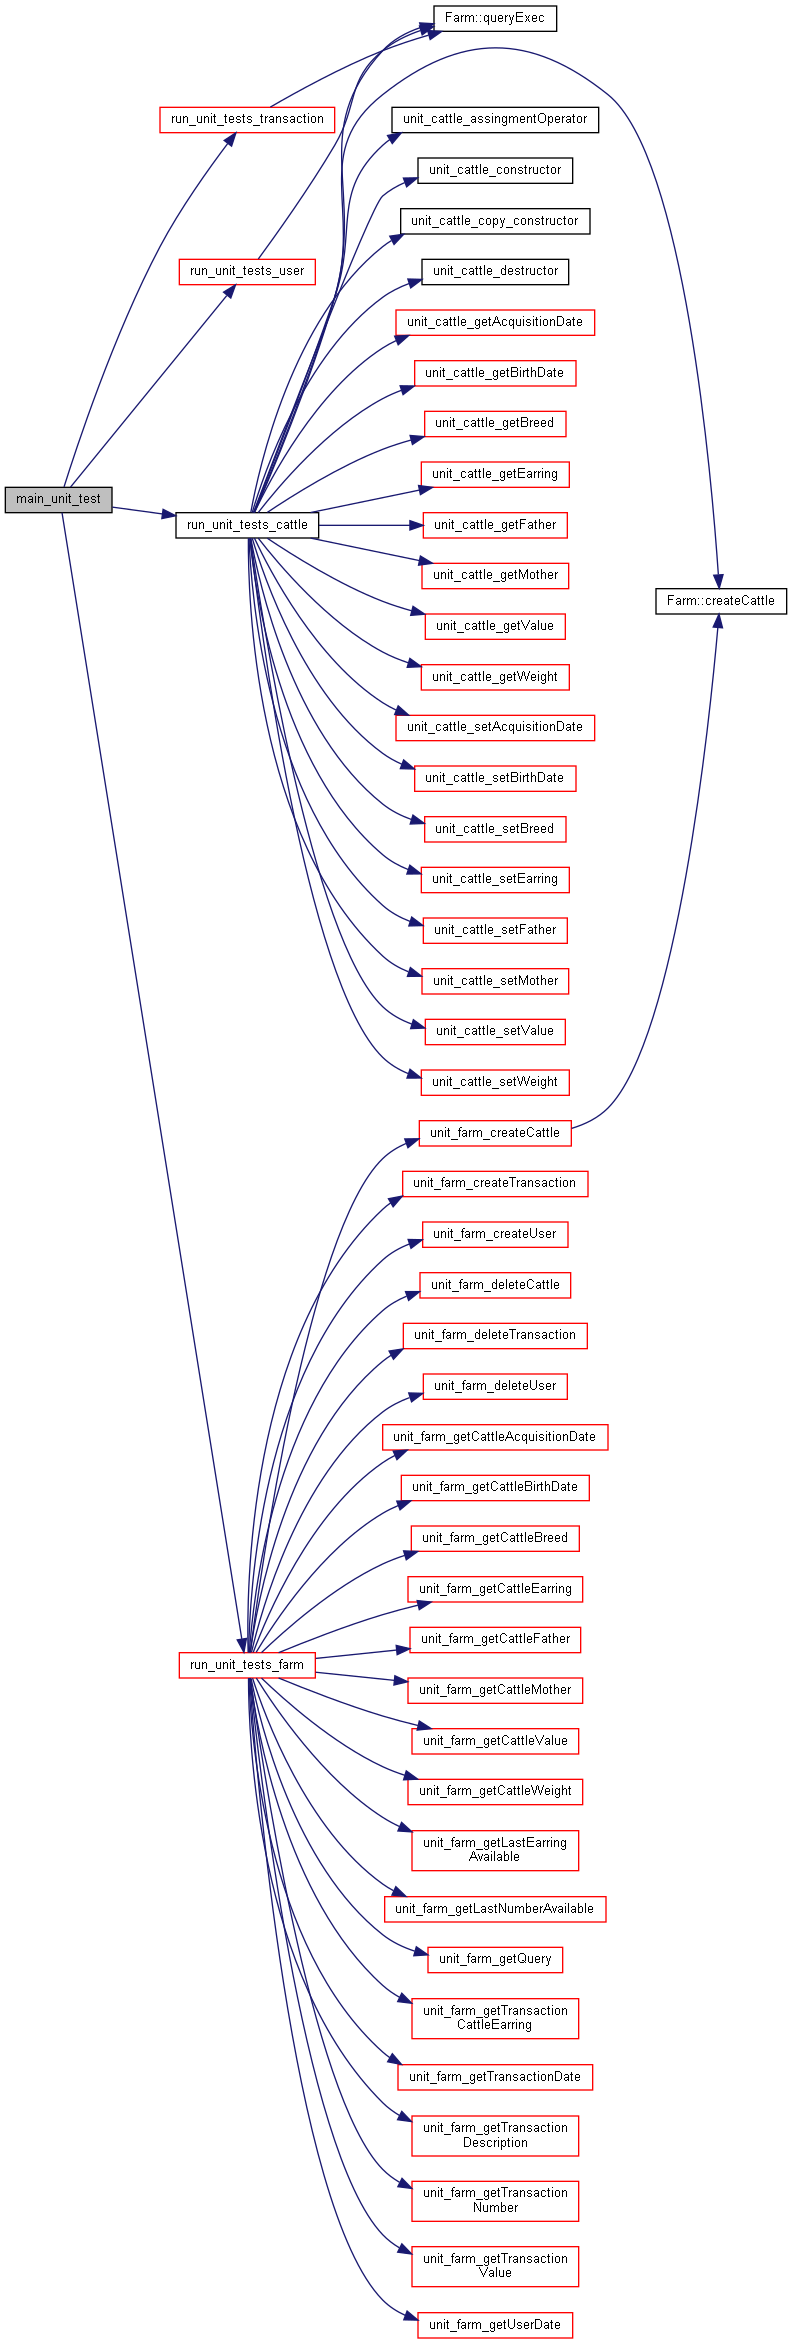 Farm::queryExec
run_unit_tests_transaction
unit_cattle_assingmentOperator
unit_cattle_constructor
unit_cattle_copy_constructor
run_unit_tests_user
unit_cattle_destructor
unit_cattle_getAcquisitionDate
unit_cattle_getBirthDate
unit_cattle_getBreed
unit_cattle_getEarring
main_unit_test
run_unit_tests_cattle
unit_cattle_getFather
unit_cattle_getMother
Farm::createCattle
unit_cattle_getValue
unit_cattle_getWeight
unit_cattle_setAcquisitionDate
unit_cattle_setBirthDate
unit_cattle_setBreed
unit_cattle_setEarring
unit_cattle_setFather
unit_cattle_setMother
unit_cattle_setValue
unit_cattle_setWeight
unit_farm_createCattle
unit_farm_createTransaction
unit_farm_createUser
unit_farm_deleteCattle
unit_farm_deleteTransaction
unit_farm_deleteUser
unit_farm_getCattleAcquisitionDate
unit_farm_getCattleBirthDate
unit_farm_getCattleBreed
unit_farm_getCattleEarring
unit_farm_getCattleFather
run_unit_tests_farm
unit_farm_getCattleMother
unit_farm_getCattleValue
unit_farm_getCattleWeight
unit_farm_getLastEarring
Available
unit_farm_getLastNumberAvailable
unit_farm_getQuery
unit_farm_getTransaction
CattleEarring
unit_farm_getTransactionDate
unit_farm_getTransaction
Description
unit_farm_getTransaction
Number
unit_farm_getTransaction
Value
unit_farm_getUserDate